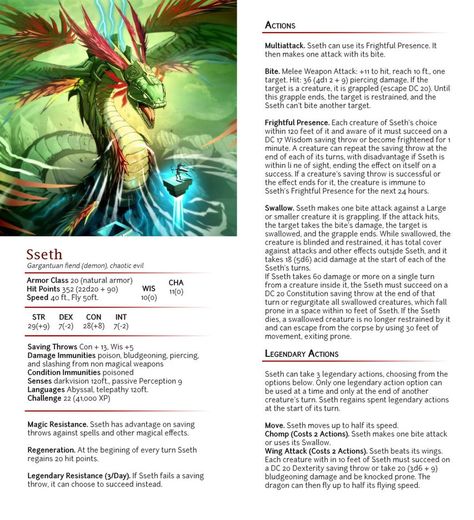 Sseth
Gargantuan fiend (demon), chaotic evil
Armor Class 20 (natural armor)
Hit Points 352 (22d20 + 90)
Speed 40 ft., Fly 50ft.
WIS
10(0)
CHA
11(0)
STR
29(+9)
DEX
7(-2)
CON
28(+8)
INT
7(-2)
Saving Throws Con + 13, Wis +5
Damage Immunities poison, bludgeoning, piercing,
and slashing from non magical weapons
Condition Immunities poisoned
Senses darkvision 120ft., passive Perception 9
Languages Abyssal, telepathy 120ft.
Challenge 22 (41,000 XP)
Magic Resistance. Sseth has advantage on saving
throws against spells and other magical effects.
Regeneration. At the begining of every turn Sseth
regains 20 hit points.
Legendary Resistance (3/Day). If Sseth fails a saving
throw, it can choose to succeed instead.
Actions
Multiattack. Sseth can use its Frightful Presence. It
then makes one attack with its bite.
Bite. Melee Weapon Attack: +11 to hit, reach 10 ft., one
target. Hit: 36 (4d1 2 + 9) piercing damage. If the
target is a creature, it is grappled (escape DC 20). Until
this grapple ends, the target is restrained, and the
Sseth can't bite another target.
Frightful Presence. Each creature of Sseth's choice
within 120 feet of it and aware of it must succeed on a
DC 17 Wisdom saving throw or become frightened for 1
minute. A creature can repeat the saving throw at the
end of each of its turns, with disadvantage if Sseth is
within li ne of sight, ending the effect on itself on a
success. If a creature's saving throw is successful or
the effect ends for it, the creature is immune to
Sseth's Frightful Presence for the next 24 hours.
Swallow. Sseth makes one bite attack against a Large
or smaller creature it is grappling. If the attack hits,
the target takes the bite's damage, the target is
swallowed, and the grapple ends. While swallowed, the
creature is blinded and restrained, it has total cover
against attacks and other effects outside Sseth, and it
takes 18 (5d6) acid damage at the start of each of the
Sseth's turns.
If Sseth takes 60 damage or more on a single turn
from a creature inside it, the Sseth must succeed on a
DC 20 Constitution saving throw at the end of that
turn or regurgitate all swallowed creatures, which fall
prone in a space within 10 feet of Sseth. If the Sseth
dies, a swallowed creature is no longer restrained by it
and can escape from the corpse by using 30 feet of
movement, exiting prone.
Legendary Actions
Sseth can take 3 legendary actions, choosing from the
options below. Only one legendary action option can
be used at a time and only at the end of another
creature's turn. Sseth regains spent legendary actions
at the start of its turn.
Move. Sseth moves up to half its speed.
Chomp (Costs 2 Actions). Sseth makes one bite attack
or uses its Swallow.
Wing Attack (Costs 2 Actions). Sseth beats its wings.
Each creature with in 10 feet of Sseth must succeed on
a DC 20 Dexterity saving throw or take 20 (3d6 + 9)
bludgeoning damage and be knocked prone. The
dragon can then fly up to half its flying speed.